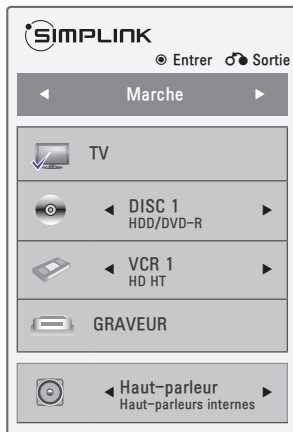 SIMPLINK
Entrer Sortie
Marche
TV
DISC 1
HDD/DVD-R
VCR 1
HD HT
GRAVEUR
Haut-parleur
Haut-parleurs internes